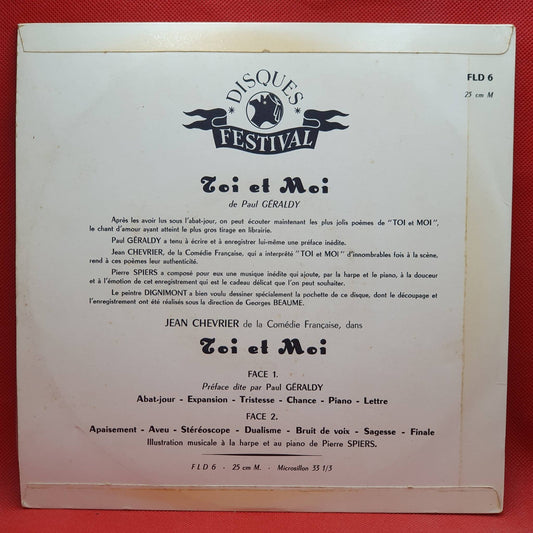 DISQUES
FESTIVAL
FLD 6
25 cm M
Toi et Moi
de Paul GÉRALDY
Après les avoir lus sous l'abat-jour, on peut écouter maintenant les plus jolis poèmes de "TOI et MOI",
le chant d'amour ayant atteint le plus gros tirage en librairie.
Paul GÉRALDY a tenu à écrire et à enregistrer lui-même une préface inédite.
Jean CHEVRIER, de la Comédie Française, qui a interprété "TOI et MOI" d'innombrables fois à la scène,
rend à ces poèmes leur authenticité.
Pierre SPIERS a composé pour eux une musique inédite qui ajoute, par la harpe et le piano, à la douceur
et à l'émotion de cet enregistrement qui est le cadeau délicat que l'on peut souhaiter.
Le peintre DIGNIMONT a bien voulu dessiner spécialement la pochette de ce disque, dont le découpage et
l'enregistrement ont été réalisés sous la direction de Georges BEAUME.
JEAN CHEVRIER de la Comédie Française, dans
Toi et Moi
FACE 1.
Préface dite par Paul GÉRALDY
Abat-jour - Expansion - Tristesse - Chance - Piano - Lettre
FACE 2.
Apaisement - Aveu - Stéréoscope - Dualisme - Bruit de voix - Sagesse - Finale
Illustration musicale à la harpe et au piano de Pierre SPIERS.
FLD 6 - 25 cm M. - Microsillon 33 1/3